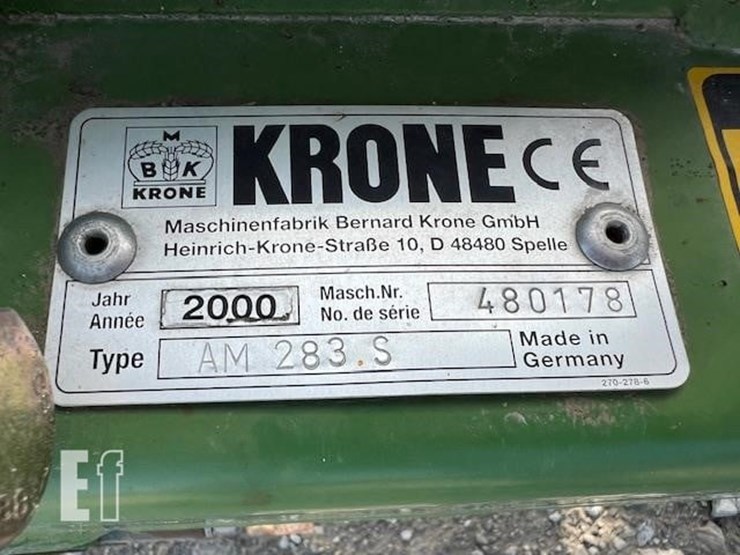 M
B K
KRONE
KRONE CE
Maschinenfabrik Bernard Krone GmbH
Heinrich-Krone-Straße 10, D 48480 Spelle
Jahr
Année
2000
Masch.Nr.
No. de série
480178
Type
AM 283.S
Made in
Germany
270-278-6
Ef